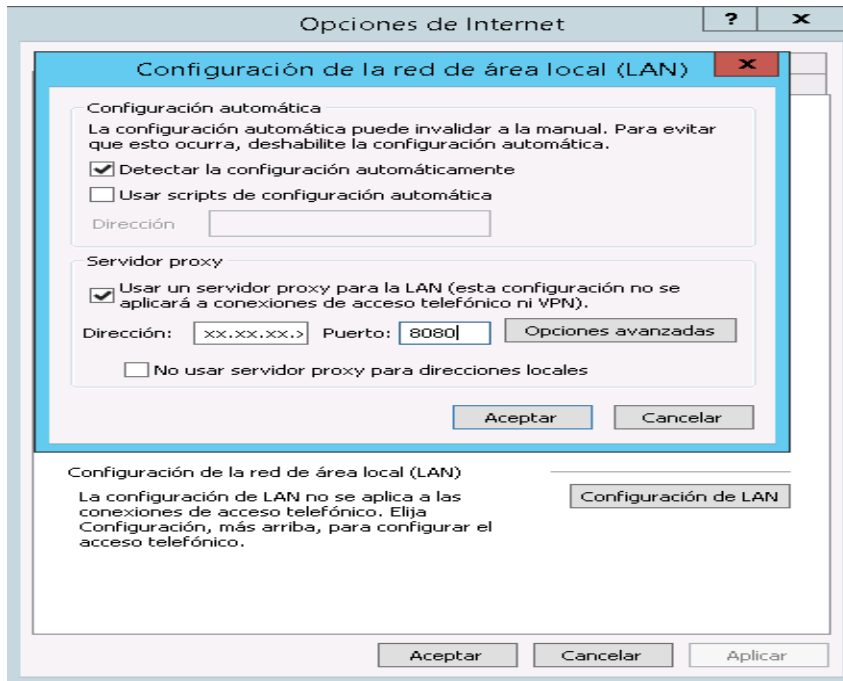 Opciones de Internet
?
x
Configuración de la red de área local (LAN)
x
Configuración automática
La configuración automática puede invalidar a la manual. Para evitar
que esto ocurra, deshabilite la configuración automática.
Detectar la configuración automáticamente
Usar scripts de configuración automática
Dirección
Servidor proxy
Usar un servidor proxy para la LAN (esta configuración no se
aplicará a conexiones de acceso telefónico ni VPN).
Dirección: xx.xx.xx.x Puerto: 8080 Opciones avanzadas
No usar servidor proxy para direcciones locales
Aceptar Cancelar
Configuración de la red de área local (LAN)
La configuración de LAN no se aplica a las
conexiones de acceso telefónico. Elija
Configuración, más arriba, para configurar el
acceso telefónico.
Configuración de LAN
Aceptar Cancelar Aplicar